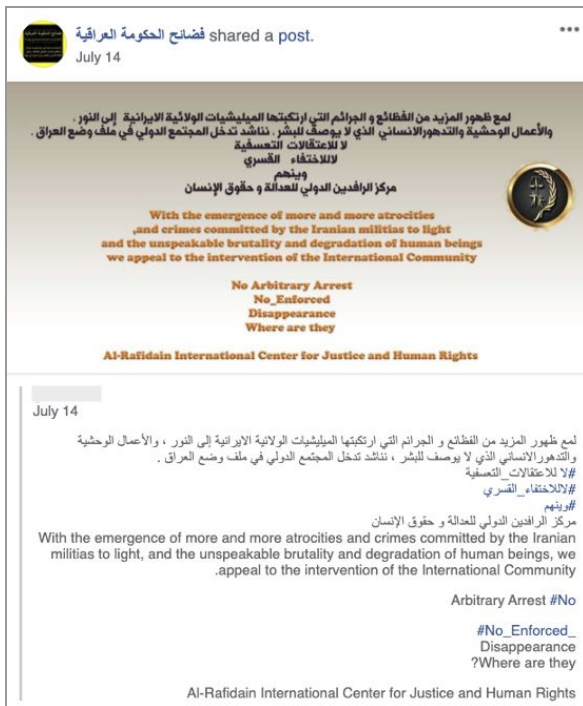 فضائح الحكومة العراقية shared a post.
July 14
لمع ظهور المزيد من الفظائع و الجرائم التي ارتكبتها الميليشيات الولائية الايرانية إلى النور .
والأعمال الوحشية والتدهورالانساني الذي لا يوصف للبشر . نناشد تدخل المجتمع الدولي في ملف وضع العراق .
لا للاعتقالات التعسفية
لاللاختفاء القسري
وينهم
مركز الرافدين الدولي للعدالة و حقوق الإنسان
With the emergence of more and more atrocities
,and crimes committed by the Iranian militias to light
and the unspeakable brutality and degradation of human beings
we appeal to the intervention of the International Community
No Arbitrary Arrest
No_Enforced
Disappearance
Where are they
Al-Rafidain International Center for Justice and Human Rights
July 14
لمع ظهور المزيد من الفظائع و الجرائم التي ارتكبتها الميليشيات الولائية الايرانية إلى النور ، والأعمال الوحشية
والتدهورالانساني الذي لا يوصف للبشر ، نناشد تدخل المجتمع الدولي في ملف وضع العراق .
#لا للاعتقالات_التعسفية
#لاللاختفاء_القسري
#وينهم
مركز الرافدين الدولي للعدالة و حقوق الإنسان
With the emergence of more and more atrocities and crimes committed by the Iranian
militias to light, and the unspeakable brutality and degradation of human beings, we
.appeal to the intervention of the International Community
Arbitrary Arrest #No
#No_Enforced_
Disappearance
?Where are they
Al-Rafidain International Center for Justice and Human Rights